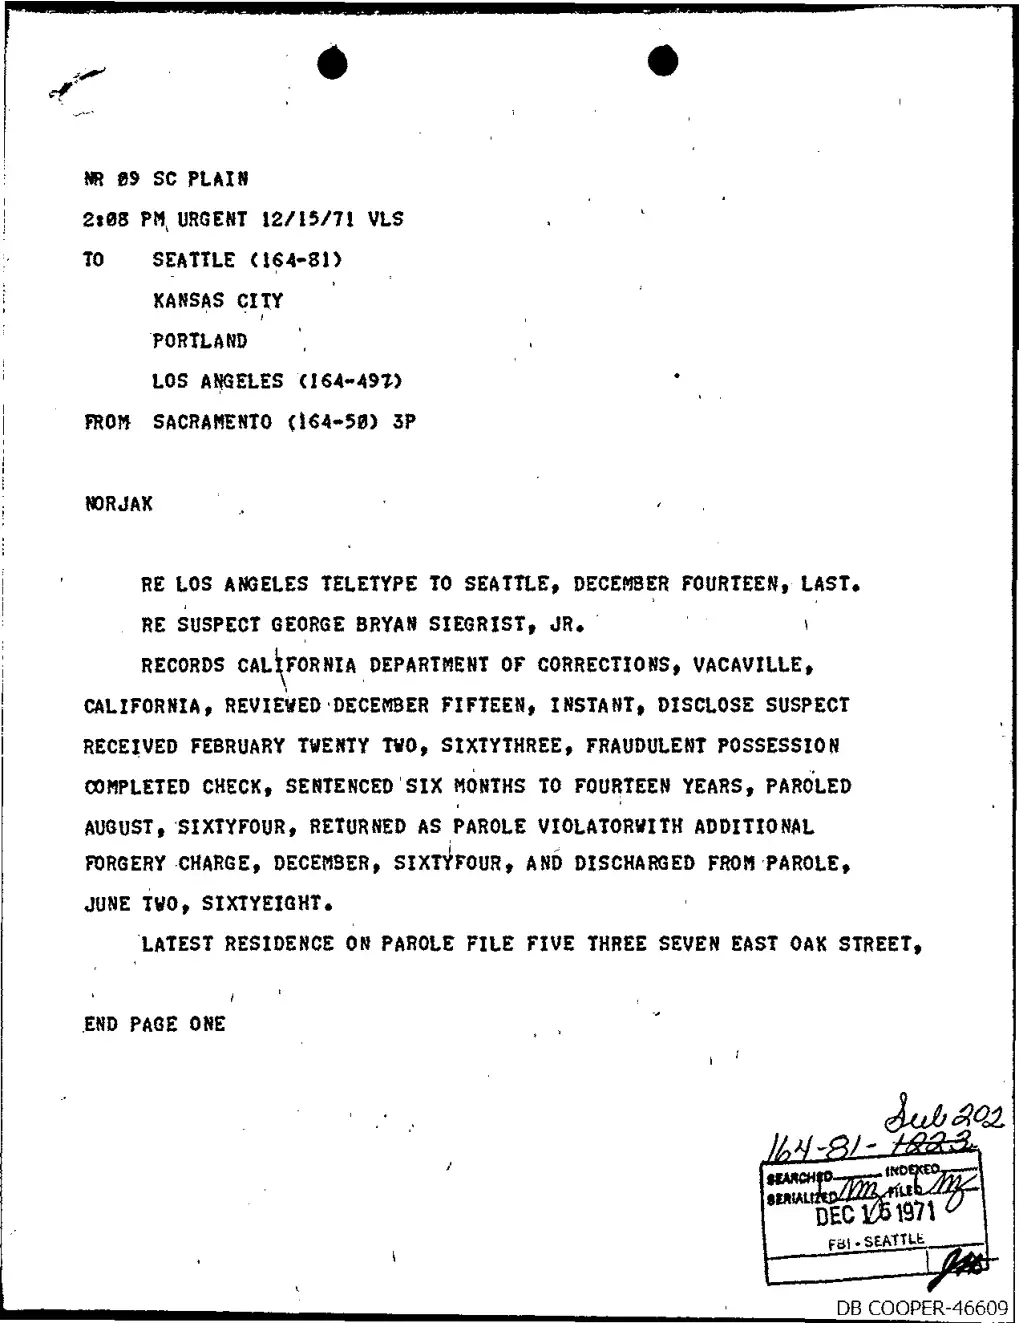 NR 09 SC PLAIN
2:08 PM URGENT 12/15/71 VLS
TO SEATTLE (164-81)
KANSAS CITY
PORTLAND
LOS ANGELES (164-497)
FROM SACRAMENTO (164-50) 3P
NORJAK
RE LOS ANGELES TELETYPE TO SEATTLE, DECEMBER FOURTEEN, LAST.
RE SUSPECT GEORGE BRYAN SIEGRIST, JR.
RECORDS CALIFORNIA DEPARTMENT OF CORRECTIONS, VACAVILLE,
CALIFORNIA, REVIEWED DECEMBER FIFTEEN, INSTANT, DISCLOSE SUSPECT
RECEIVED FEBRUARY TWENTY TWO, SIXTYTHREE, FRAUDULENT POSSESSION
COMPLETED CHECK, SENTENCED SIX MONTHS TO FOURTEEN YEARS, PAROLED
AUGUST, SIXTYFOUR, RETURNED AS PAROLE VIOLATORWITH ADDITIONAL
FORGERY CHARGE, DECEMBER, SIXTYFOUR, AND DISCHARGED FROM PAROLE,
JUNE TWO, SIXTYEIGHT.
LATEST RESIDENCE ON PAROLE FILE FIVE THREE SEVEN EAST OAK STREET,
END PAGE ONE
Sub 202
164-81-1223
SEARCHED INDEXED
SERIALIZED FILED
DEC 15 1971
FBI - SEATTLE
DB COOPER-46609